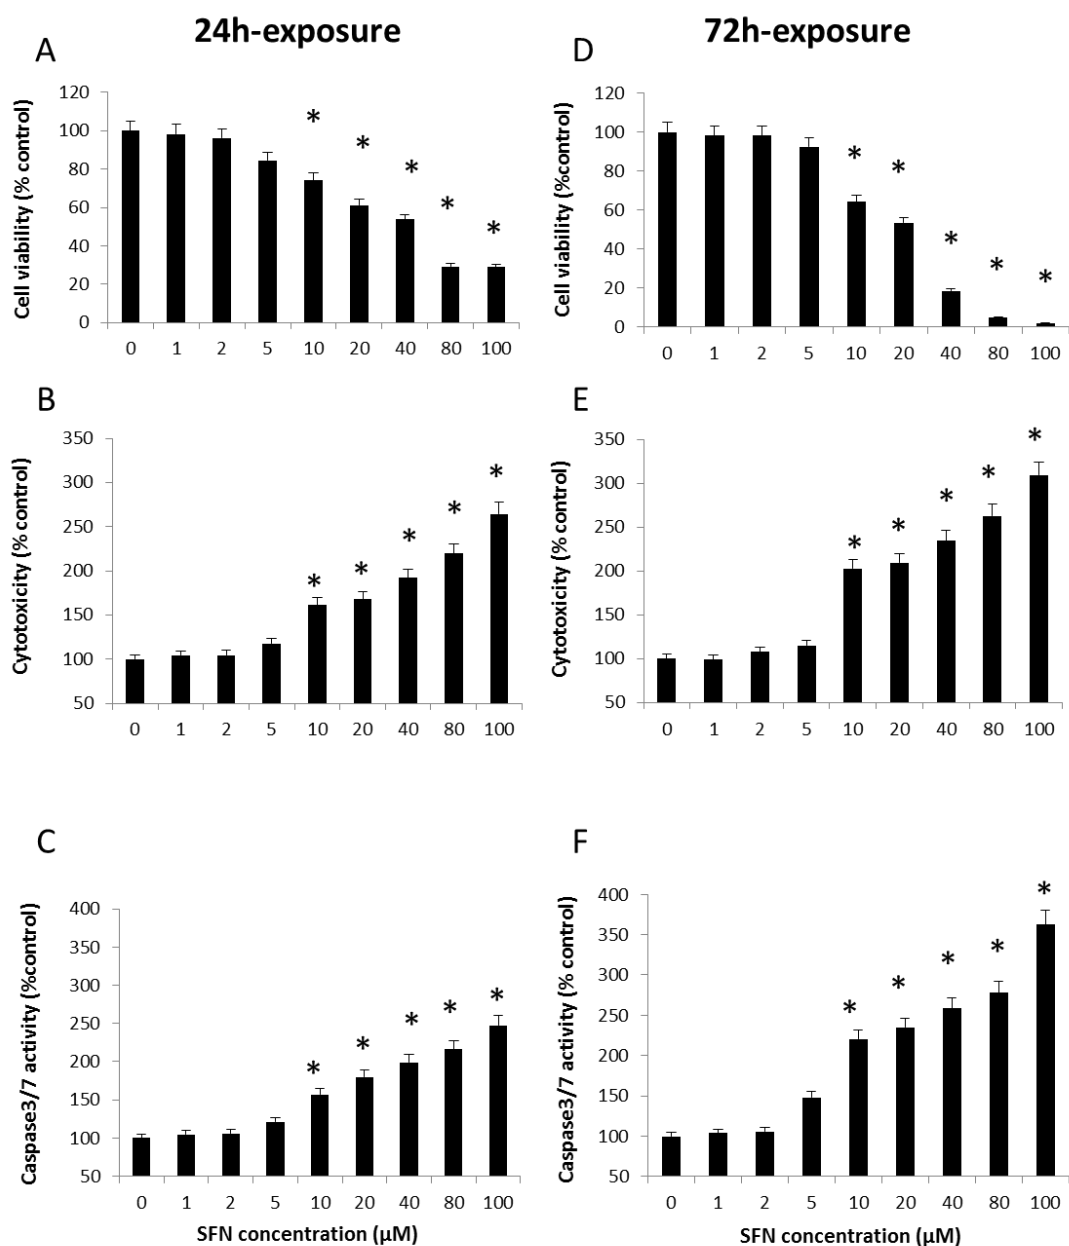 24h-exposure
72h-exposure
A
Cell viability (% control)
120
100
80
60
40
20
0
* * * * *
0 1 2 5 10 20 40 80 100
D
Cell viability (%control)
120
100
80
60
40
20
0
* * * * *
0 1 2 5 10 20 40 80 100
B
Cytotoxicity (% control)
350
300
250
200
150
100
50
* * * * *
0 1 2 5 10 20 40 80 100
E
Cytotoxicity (% control)
350
300
250
200
150
100
50
* * * * *
0 1 2 5 10 20 40 80 100
C
Caspase3/7 activity (%control)
400
350
300
250
200
150
100
50
* * * * *
0 1 2 5 10 20 40 80 100
SFN concentration (µM)
F
Caspase3/7 activity (% control)
400
350
300
250
200
150
100
50
* * * * *
0 1 2 5 10 20 40 80 100
SFN concentration (µM)